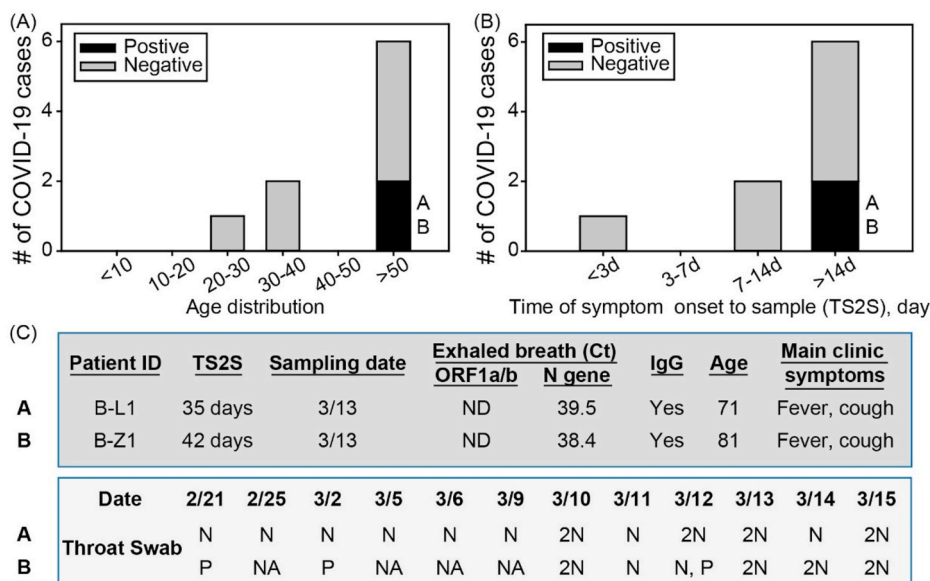 (A)
# of COVID-19 cases
6
4
2
0
Postive
Negative
A
B
<10 10-20 20-30 30-40 40-50 >50
Age distribution
(B)
# of COVID-19 cases
6
4
2
0
Positive
Negative
A
B
<3d 3-7d 7-14d >14d
Time of symptom onset to sample (TS2S), day
(C)
Patient ID TS2S Sampling date Exhaled breath (Ct) IgG Age Main clinic symptoms
ORF1a/b N gene
A B-L1 35 days 3/13 ND 39.5 Yes 71 Fever, cough
B B-Z1 42 days 3/13 ND 38.4 Yes 81 Fever, cough
Date 2/21 2/25 3/2 3/5 3/6 3/9 3/10 3/11 3/12 3/13 3/14 3/15
A N N N N N N 2N N 2N 2N N 2N
Throat Swab
B P NA P NA NA NA 2N N N, P 2N 2N 2N